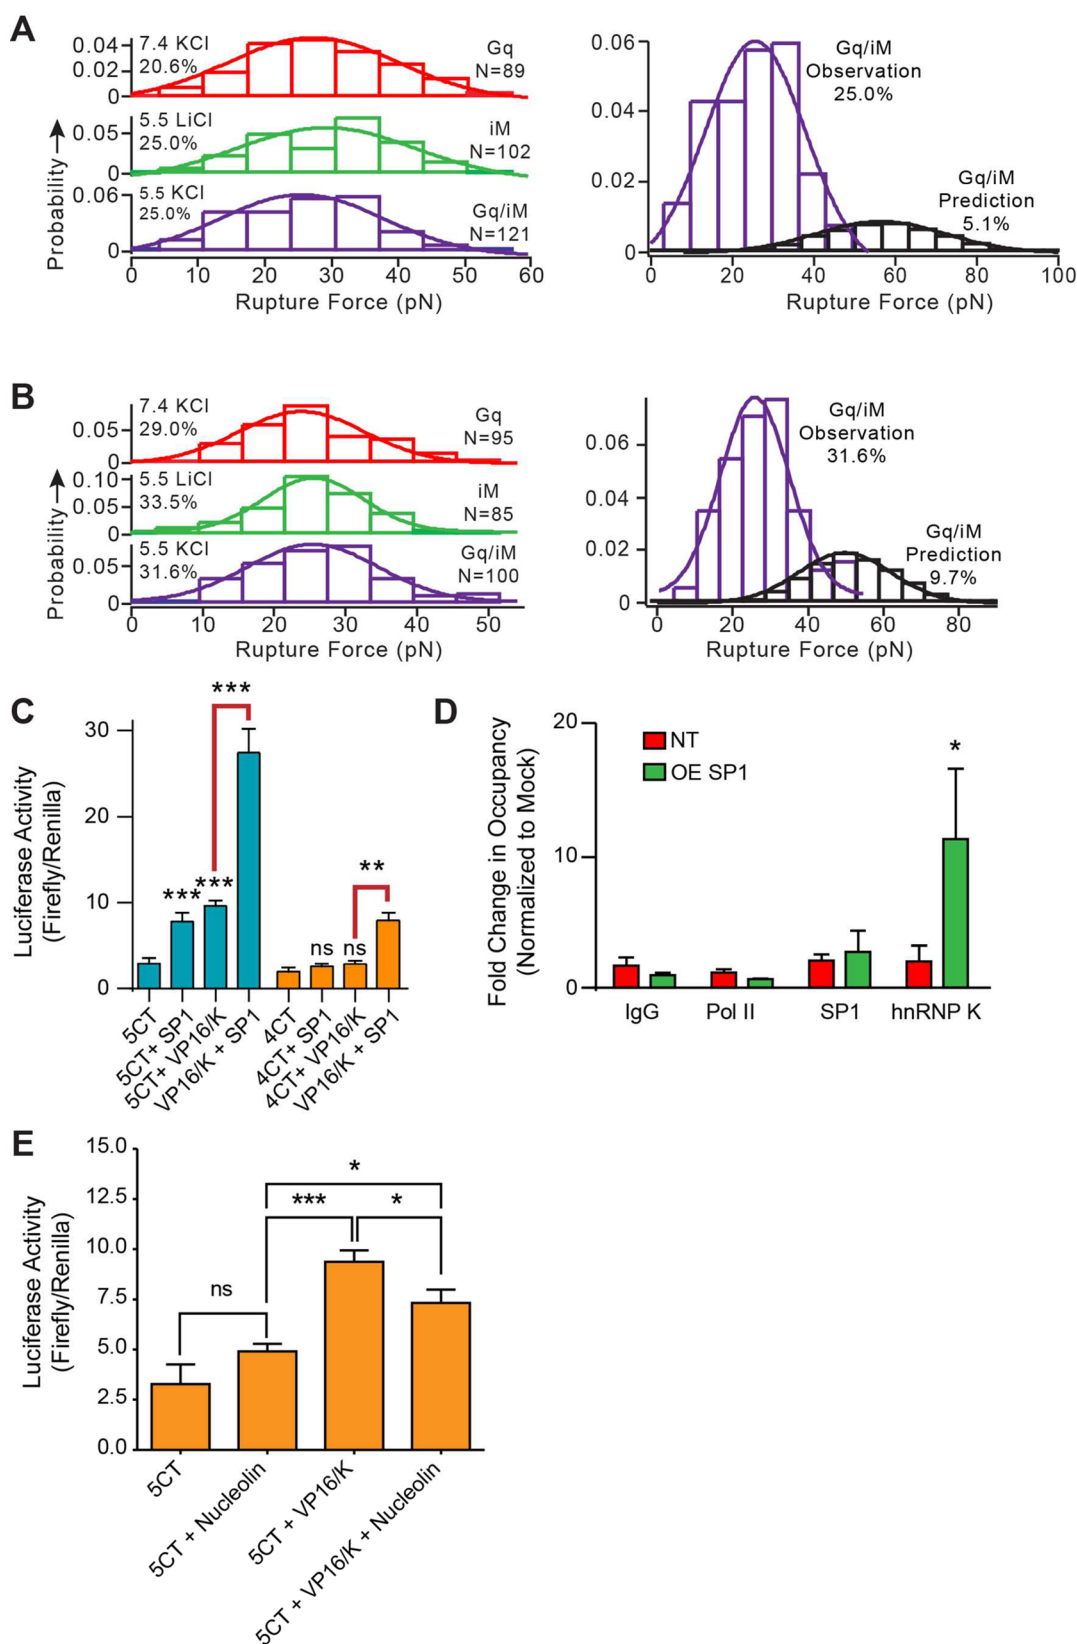 A
Probability
7.4 KCl
20.6%
Gq
N=89
0.04
0.02
0
5.5 LiCl
25.0%
iM
N=102
0.05
0
5.5 KCl
25.0%
Gq/iM
N=121
0.06
0
0 10 20 30 40 50 60
Rupture Force (pN)
0.06
0.04
0.02
0
Gq/iM
Observation
25.0%
Gq/iM
Prediction
5.1%
0 20 40 60 80 100
Rupture Force (pN)
B
Probability
7.4 KCl
29.0%
Gq
N=95
0.05
0
5.5 LiCl
33.5%
iM
N=85
0.10
0.05
0
5.5 KCl
31.6%
Gq/iM
N=100
0.05
0
0 10 20 30 40 50
Rupture Force (pN)
0.06
0.04
0.02
0
Gq/iM
Observation
31.6%
Gq/iM
Prediction
9.7%
0 20 40 60 80
Rupture Force (pN)
C
Luciferase Activity
(Firefly/Renilla)
30
20
10
0
***
***
***
ns
ns
**
5CT
5CT+ SP1
5CT+ VP16/K
VP16/K + SP1
4CT
4CT+ SP1
4CT+ VP16/K
VP16/K + SP1
D
Fold Change in Occupancy
(Normalized to Mock)
20
10
0
NT
OE SP1
*
IgG
Pol II
SP1
hnRNP K
E
Luciferase Activity
(Firefly/Renilla)
15.0
12.5
10.0
7.5
5.0
2.5
0.0
*
***
*
ns
5CT
5CT + Nucleolin
5CT + VP16/K
5CT + VP16/K + Nucleolin